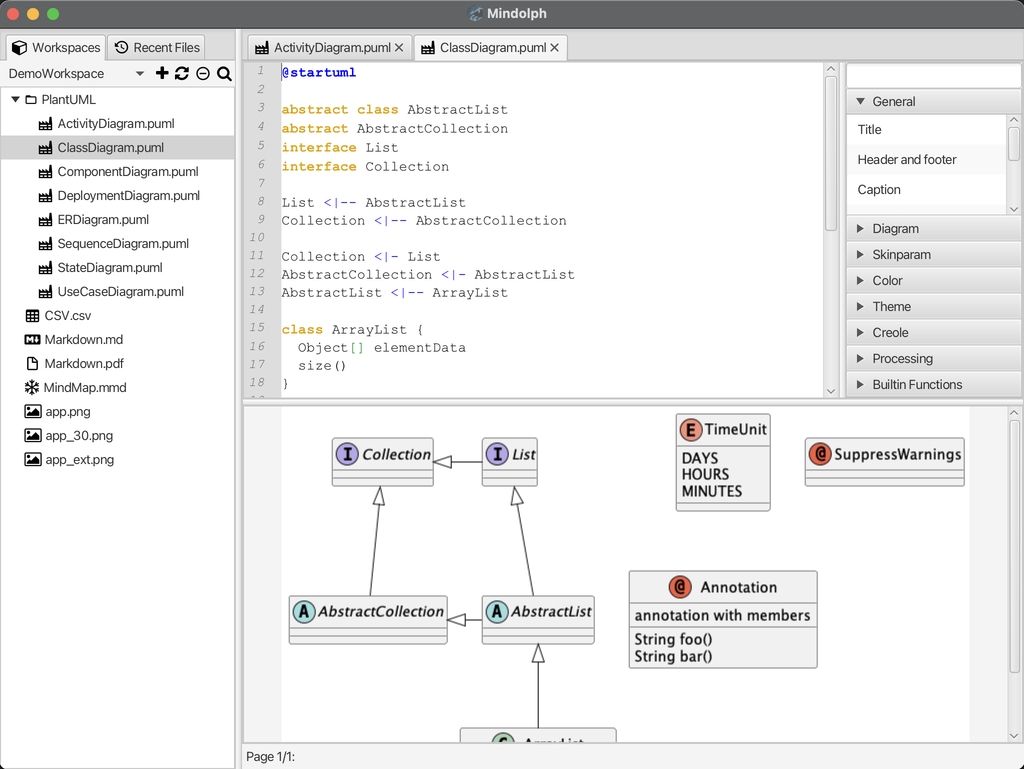 Mindolph
Workspaces
Recent Files
DemoWorkspace
PlantUML
ActivityDiagram.puml
ClassDiagram.puml
ComponentDiagram.puml
DeploymentDiagram.puml
ERDiagram.puml
SequenceDiagram.puml
StateDiagram.puml
UseCaseDiagram.puml
CSV.csv
Markdown.md
Markdown.pdf
MindMap.mmd
app.png
app_30.png
app_ext.png
ActivityDiagram.puml
ClassDiagram.puml
1 @startuml
2
3 abstract class AbstractList
4 abstract AbstractCollection
5 interface List
6 interface Collection
7
8 List <|-- AbstractList
9 Collection <|-- AbstractCollection
10
11 Collection <|- List
12 AbstractCollection <|- AbstractList
13 AbstractList <|-- ArrayList
14
15 class ArrayList {
16 Object[] elementData
17 size()
18 }
General
Title
Header and footer
Caption
Diagram
Skinparam
Color
Theme
Creole
Processing
Builtin Functions
I Collection
I List
E TimeUnit
DAYS
HOURS
MINUTES
@ SuppressWarnings
A AbstractCollection
A AbstractList
@ Annotation
annotation with members
String foo()
String bar()
Page 1/1: